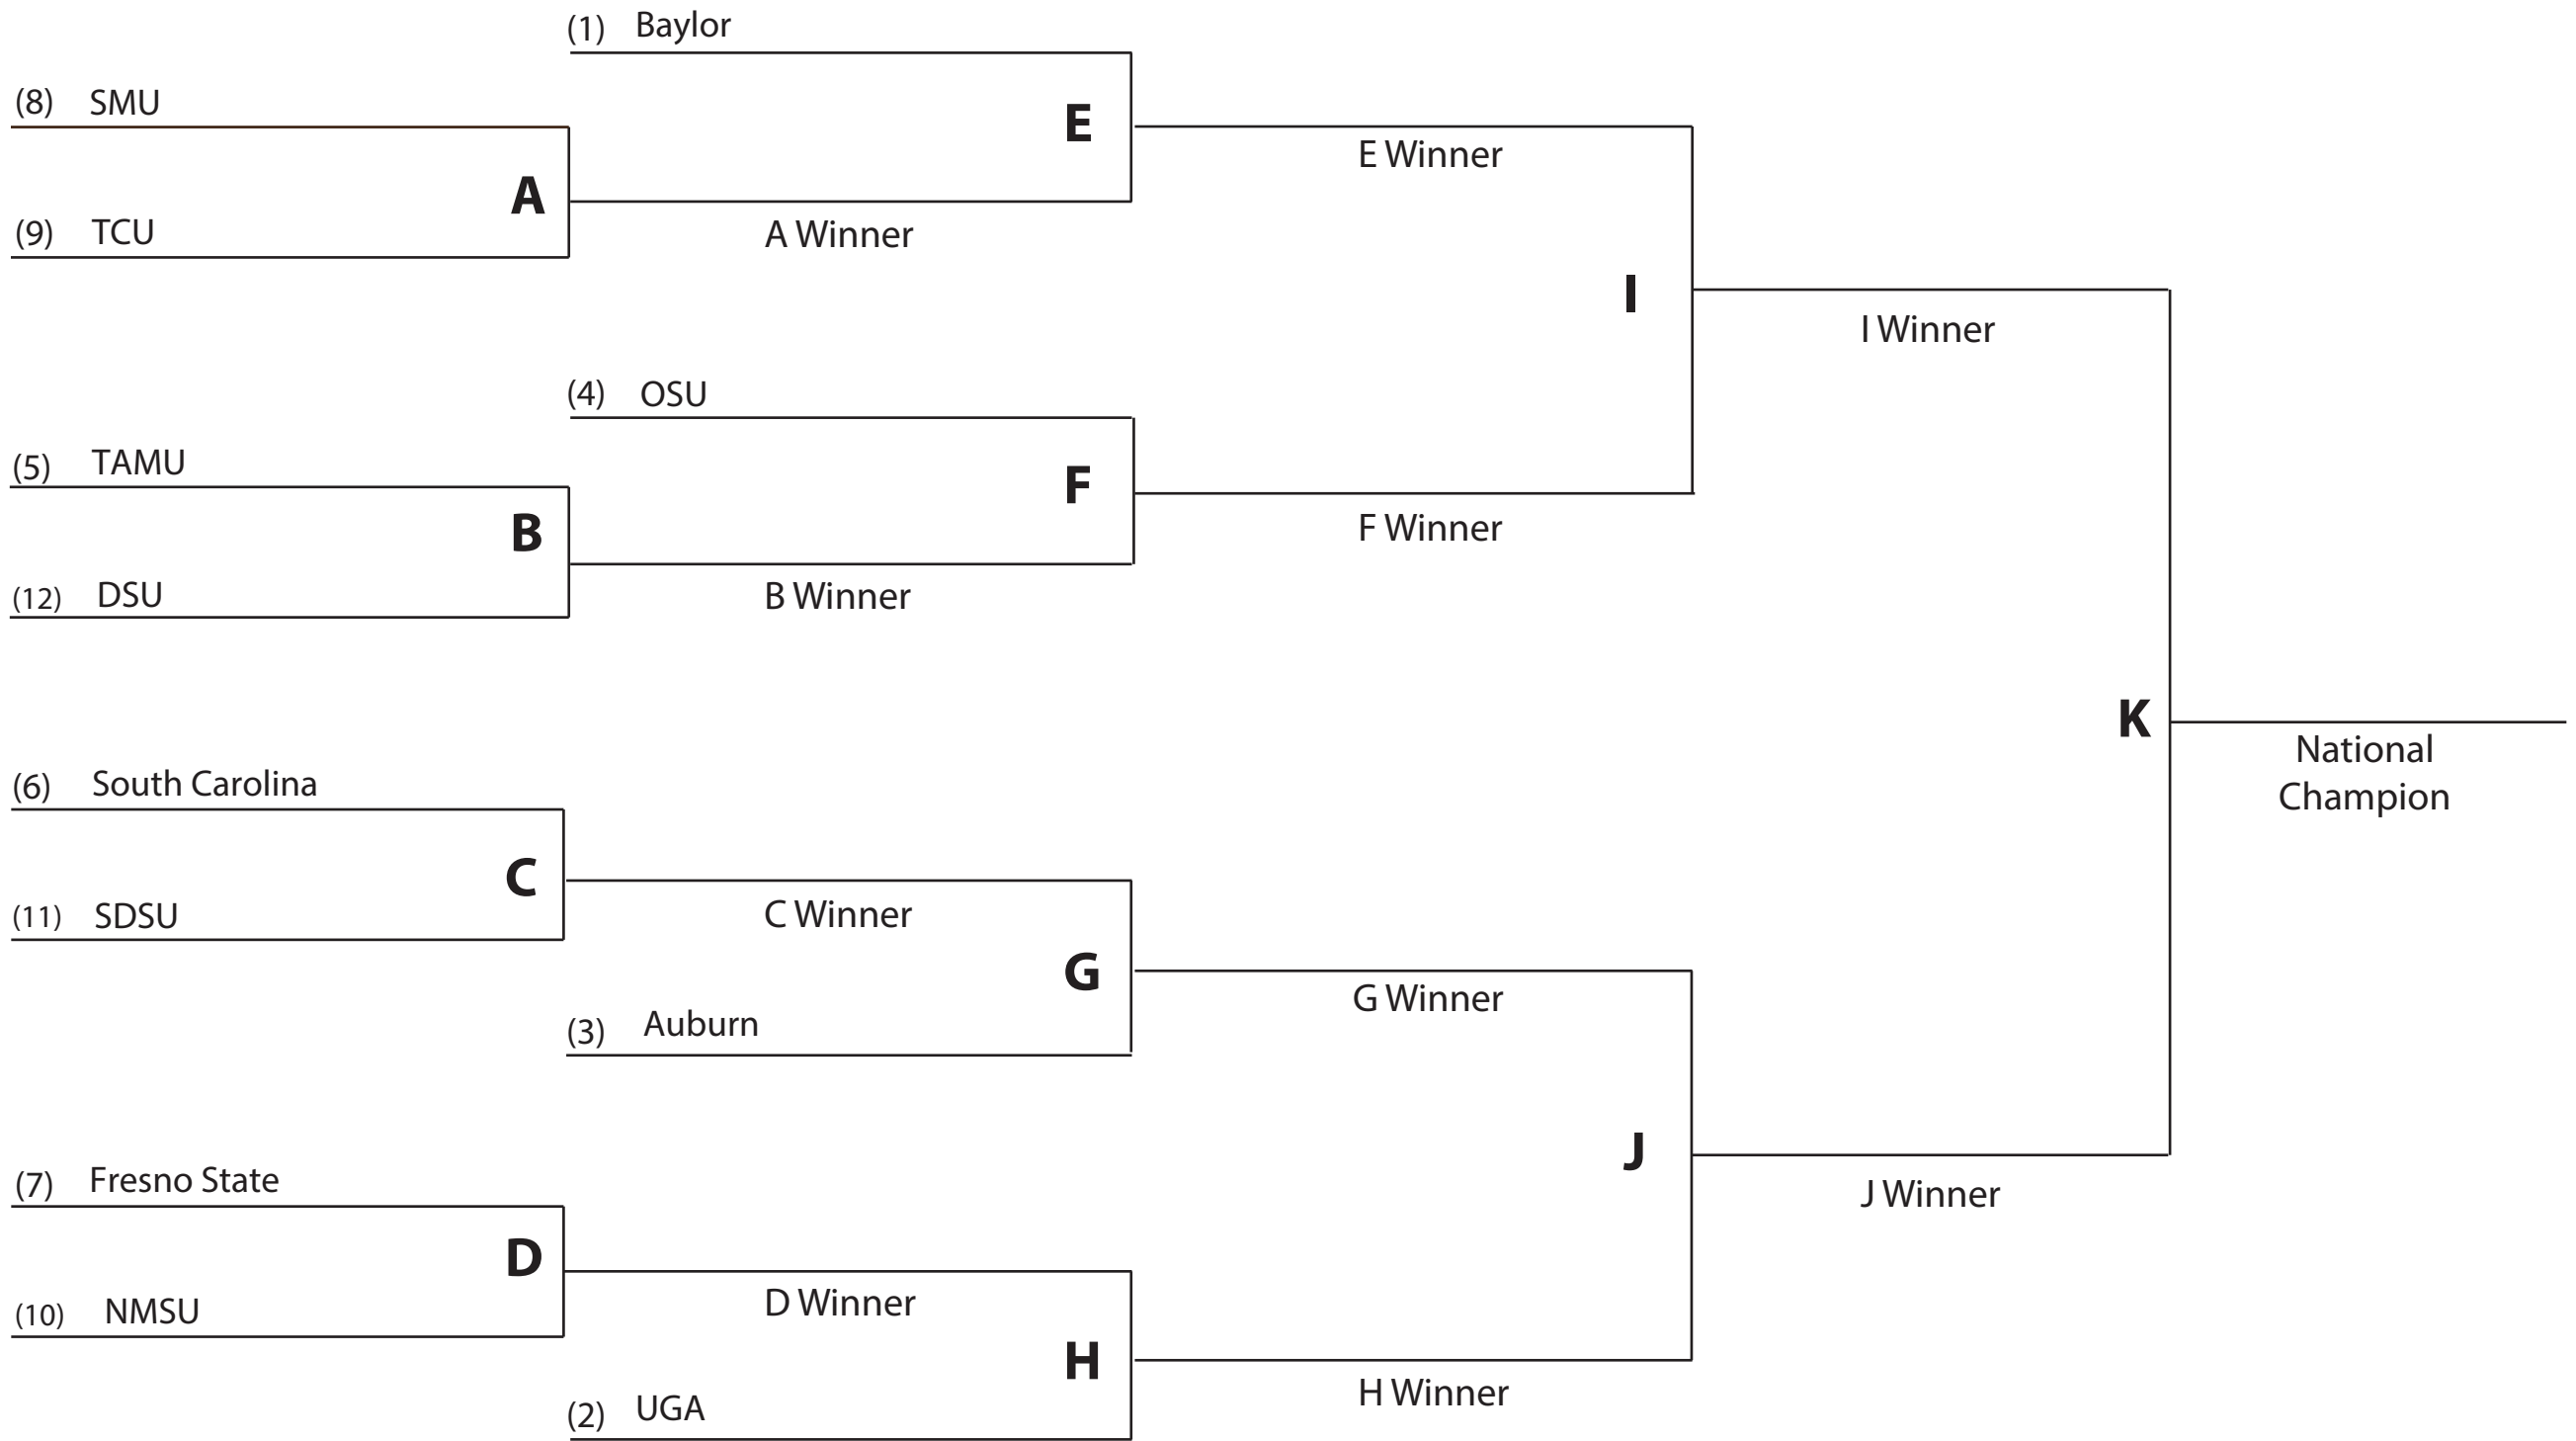 (1) Baylor
(8) SMU
E
E Winner
A
(9) TCU
A Winner
I
I Winner
(4) OSU
(5) TAMU
F
B
F Winner
(12) DSU
B Winner
K
National
Champion
(6) South Carolina
C
(11) SDSU
C Winner
G
G Winner
(3) Auburn
J
(7) Fresno State
J Winner
D
(10) NMSU
D Winner
H
H Winner
(2) UGA